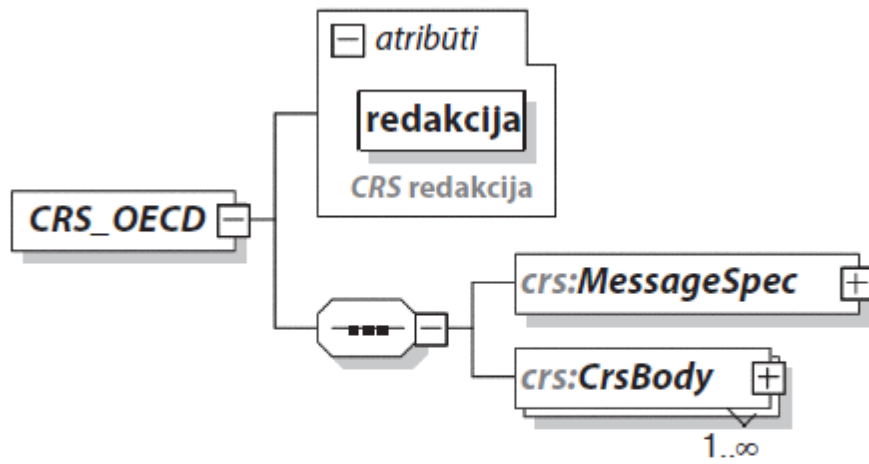 atribūti
redakcija
CRS redakcija
CRS_OECD
crs:MessageSpec
crs:CrsBody
1..∞